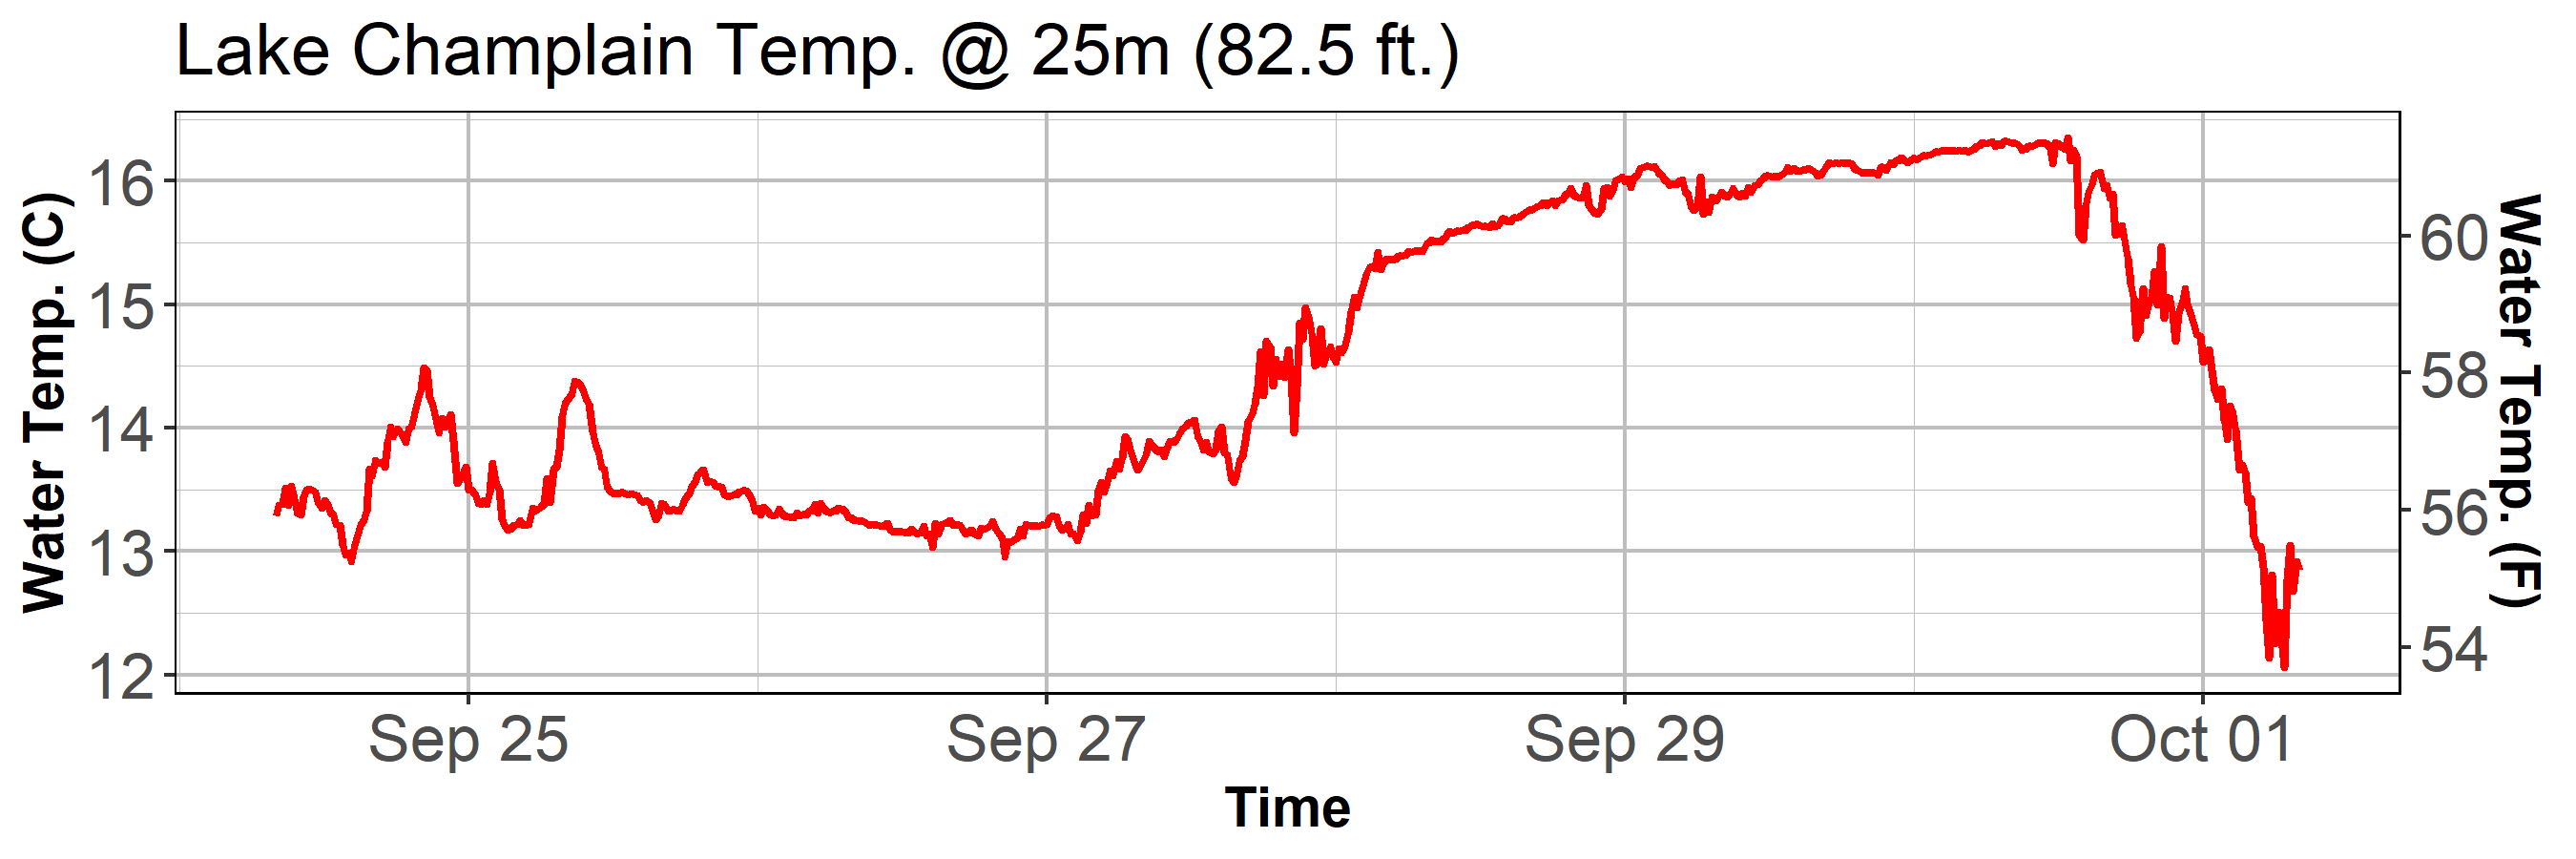 Lake Champlain Temp. @ 25m (82.5 ft.)
Water Temp. (C)
16
15
14
13
12
60
58
56
54
Water Temp. (F)
Sep 25
Sep 27
Sep 29
Oct 01
Time